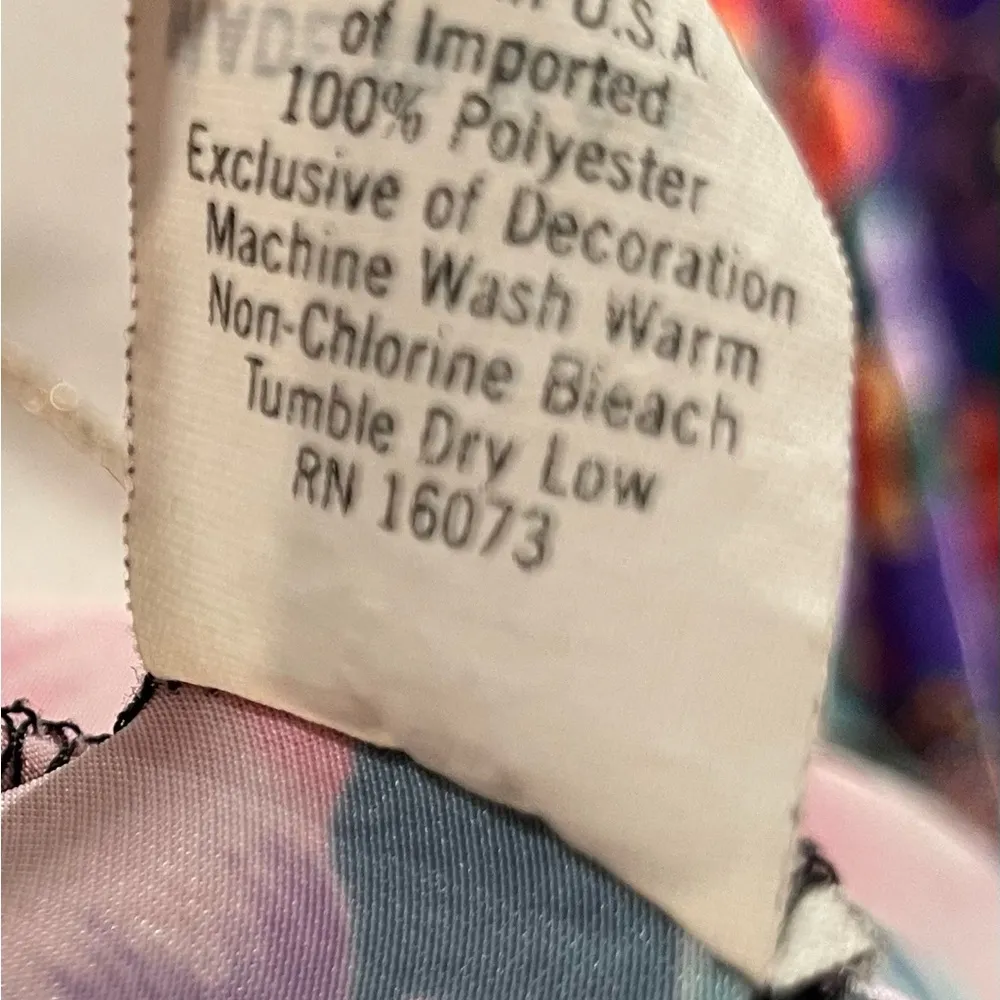 U.S.A.
of Imported
100% Polyester
Exclusive of Decoration
Machine Wash Warm
Non-Chlorine Bleach
Tumble Dry Low
RN 16073